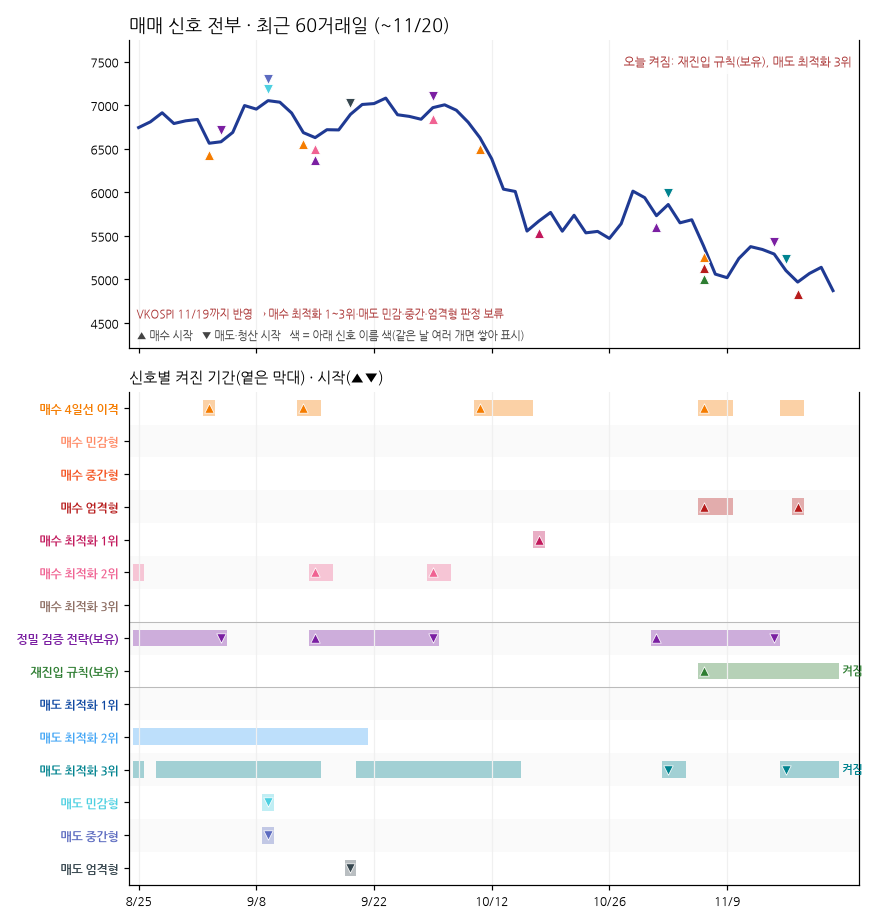 매매 신호 전부 · 최근 60거래일 (~11/20)
오늘 켜짐: 재진입 규칙(보유), 매도 최적화 3위
7500
7000
6500
6000
5500
5000
4500
VKOSPI 11/19까지 반영 → 매수 최적화 1~3위·매도 민감·중간·엄격형 판정 보류
▲ 매수 시작 ▼ 매도·청산 시작 색 = 아래 신호 이름 색(같은 날 여러 개면 쌓아 표시)
신호별 켜진 기간(옅은 막대) · 시작(▲▼)
매수 4일선 이격
매수 민감형
매수 중간형
매수 엄격형
매수 최적화 1위
매수 최적화 2위
매수 최적화 3위
정밀 검증 전략(보유)
재진입 규칙(보유)
켜짐
매도 최적화 1위
매도 최적화 2위
매도 최적화 3위
켜짐
매도 민감형
매도 중간형
매도 엄격형
8/25
9/8
9/22
10/12
10/26
11/9